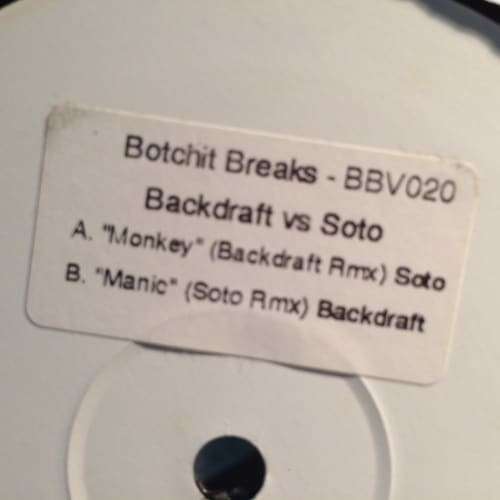 Botchit Breaks - BBV020
Backdraft vs Soto
A. "Monkey" (Backdraft Rmx) Soto
B. "Manic" (Soto Rmx) Backdraft